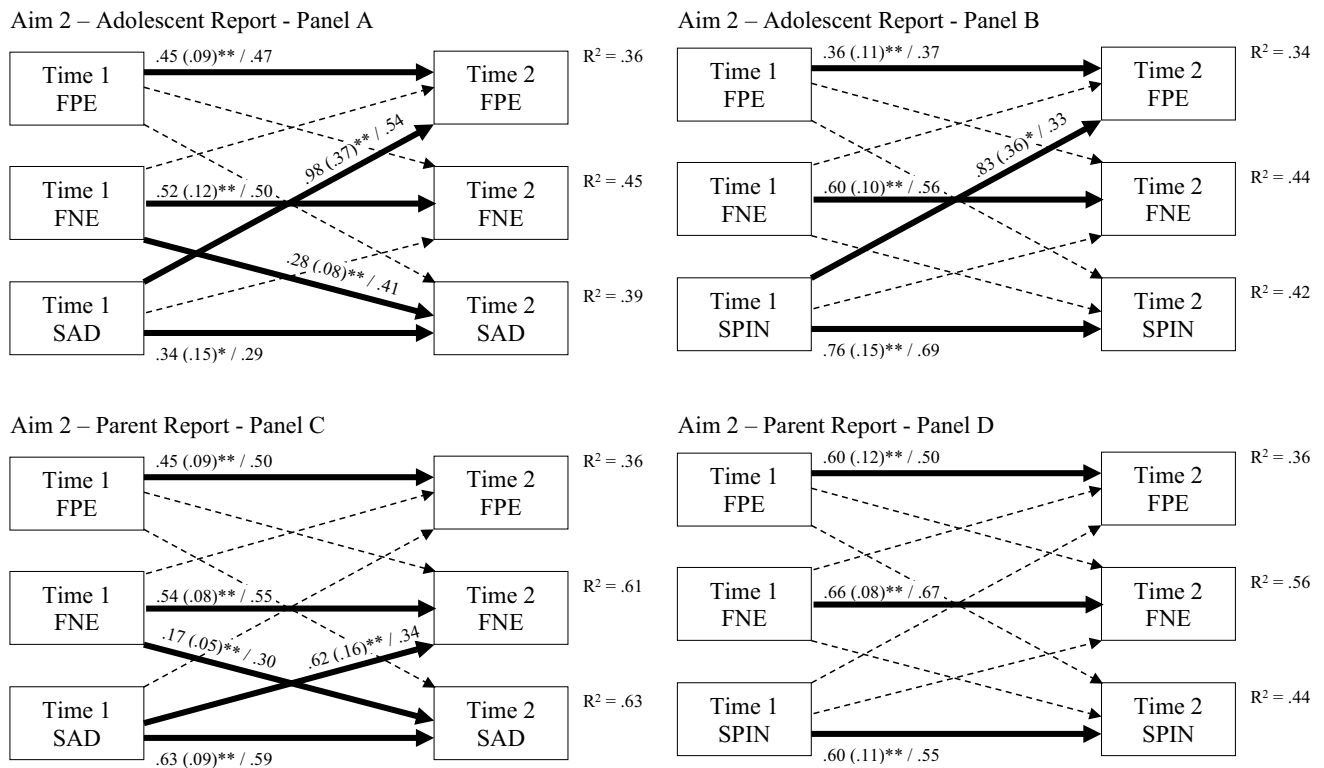 Aim 2 – Adolescent Report - Panel A
.45 (.09)** / .47
R² = .36
Time 1
FPE
Time 2
FPE
.98 (.37)** / .54
Time 1
FNE
.52 (.12)** / .50
Time 2
FNE
R² = .45
.28 (.08)** / .41
Time 1
SAD
Time 2
SAD
R² = .39
.34 (.15)* / .29
Aim 2 – Adolescent Report - Panel B
.36 (.11)** / .37
R² = .34
Time 1
FPE
Time 2
FPE
.83 (.36)* / .33
Time 1
FNE
.60 (.10)** / .56
Time 2
FNE
R² = .44
Time 1
SPIN
Time 2
SPIN
R² = .42
.76 (.15)** / .69
Aim 2 – Parent Report - Panel C
.45 (.09)** / .50
R² = .36
Time 1
FPE
Time 2
FPE
Time 1
FNE
.54 (.08)** / .55
Time 2
FNE
R² = .61
.17 (.05)** / .30
.62 (.16)** / .34
Time 1
SAD
Time 2
SAD
R² = .63
.63 (.09)** / .59
Aim 2 – Parent Report - Panel D
.60 (.12)** / .50
R² = .36
Time 1
FPE
Time 2
FPE
Time 1
FNE
.66 (.08)** / .67
Time 2
FNE
R² = .56
Time 1
SPIN
Time 2
SPIN
R² = .44
.60 (.11)** / .55